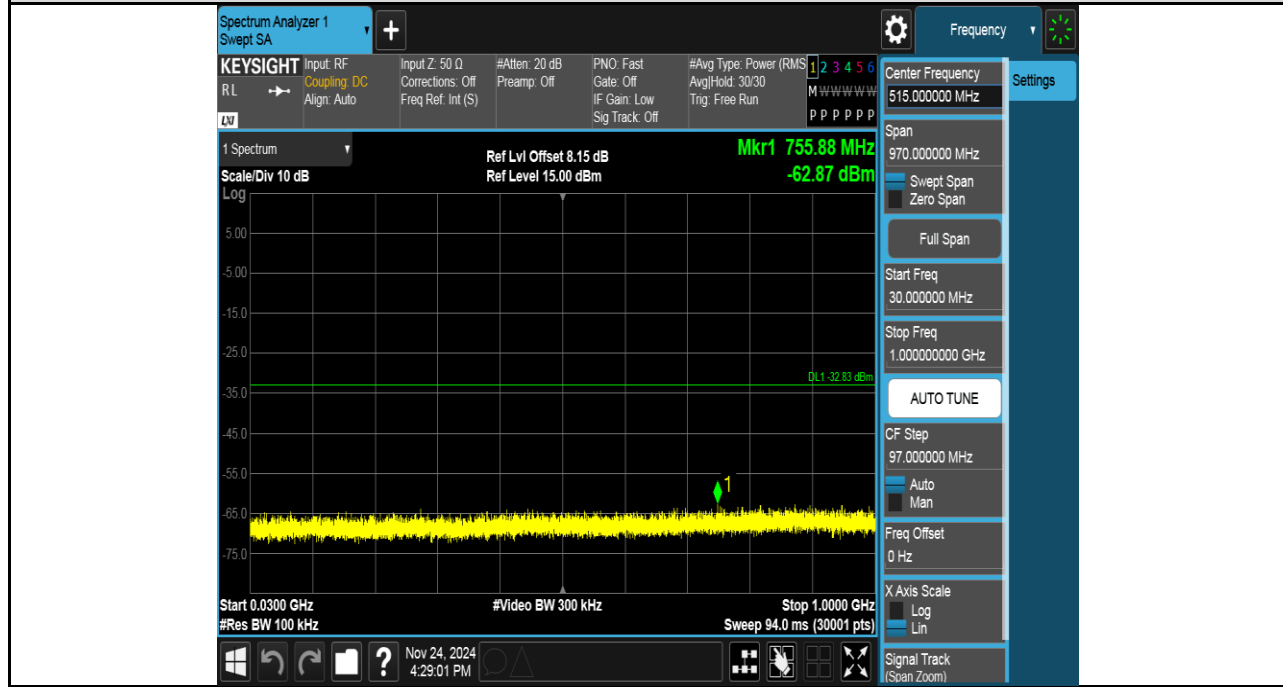 Spectrum Analyzer 1
Swept SA
+
Frequency
KEYSIGHT
RL
LXI
Input: RF
Coupling: DC
Align: Auto
Input Z: 50 Ω
Corrections: Off
Freq Ref: Int (S)
#Atten: 20 dB
Preamp: Off
PNO: Fast
Gate: Off
IF Gain: Low
Sig Track: Off
#Avg Type: Power (RMS
Avg|Hold: 30/30
Trig: Free Run
1 2 3 4 5 6
M W W W W W
P P P P P P
Center Frequency
515.000000 MHz
Settings
Span
970.000000 MHz
Swept Span
Zero Span
Full Span
Start Freq
30.000000 MHz
Stop Freq
1.000000000 GHz
AUTO TUNE
CF Step
97.000000 MHz
Auto
Man
Freq Offset
0 Hz
X Axis Scale
Log
Lin
Signal Track
(Span Zoom)
1 Spectrum
Scale/Div 10 dB
Log
Ref Lvl Offset 8.15 dB
Ref Level 15.00 dBm
Mkr1 755.88 MHz
-62.87 dBm
5.00
-5.00
-15.0
-25.0
DL1 -32.83 dBm
-35.0
-45.0
-55.0
1
-65.0
-75.0
Start 0.0300 GHz
#Res BW 100 kHz
#Video BW 300 kHz
Stop 1.0000 GHz
Sweep 94.0 ms (30001 pts)
?
Nov 24, 2024
4:29:01 PM